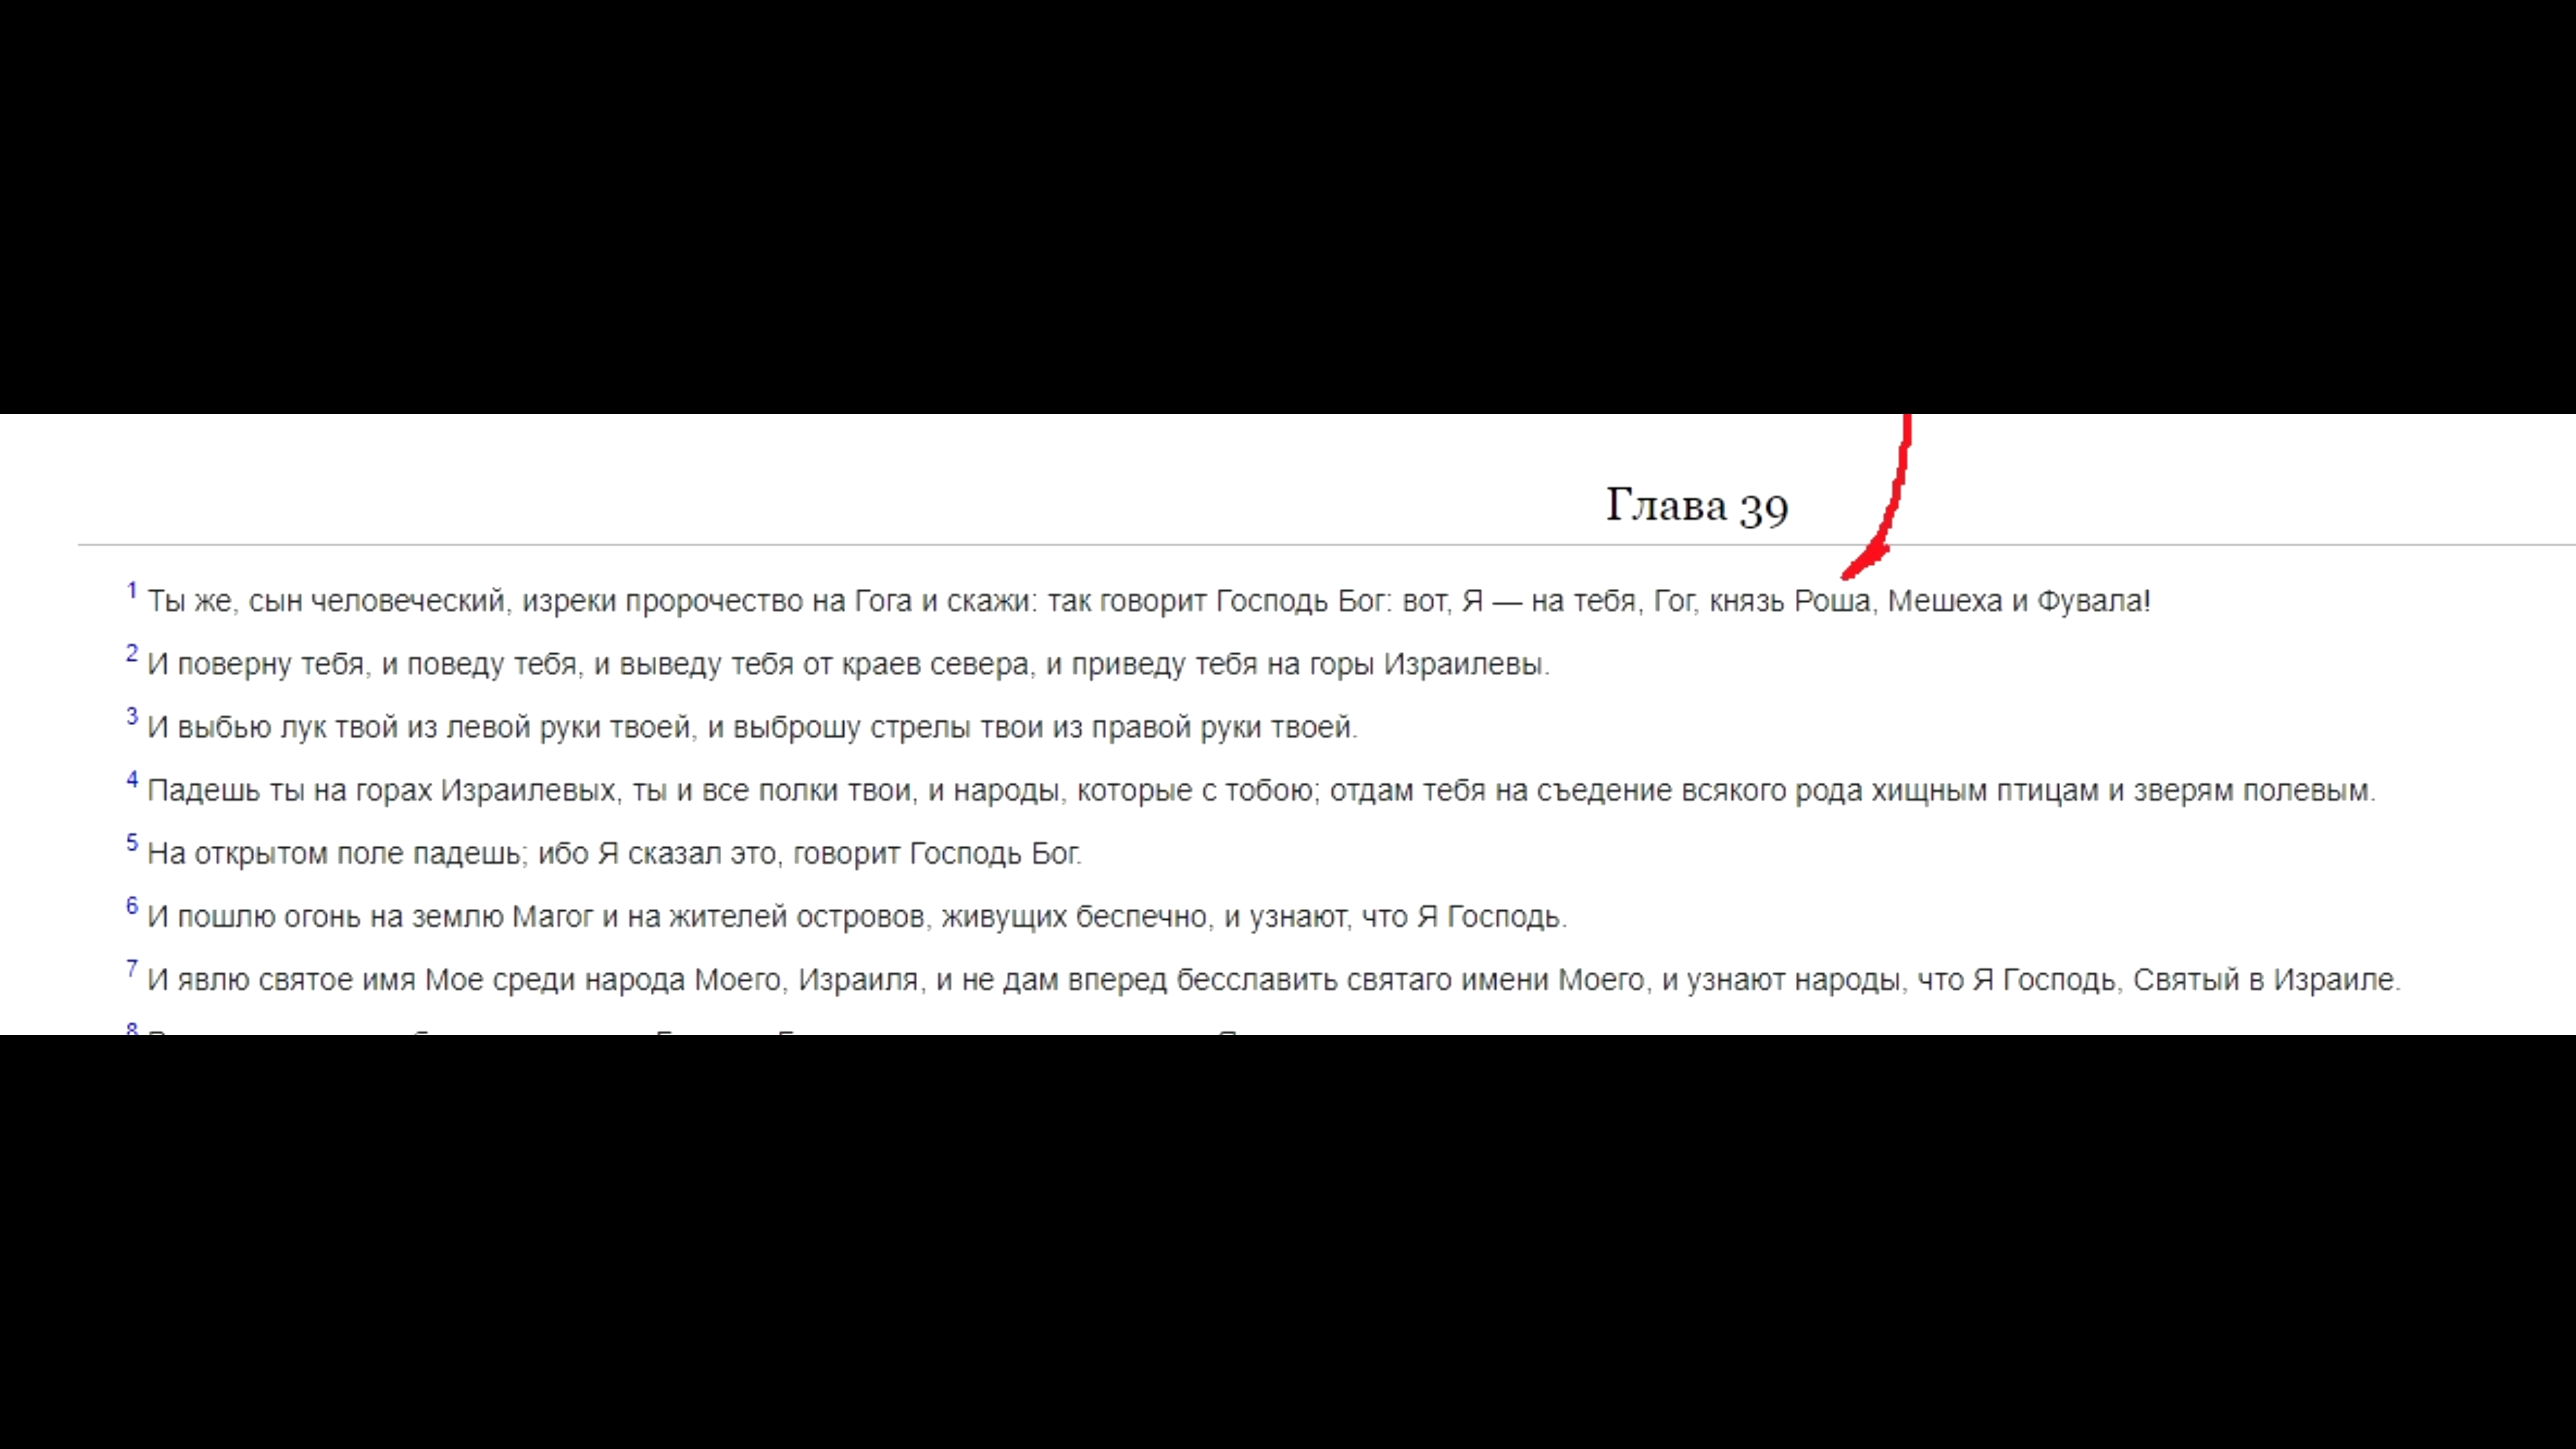 Глава 39
1 Ты же, сын человеческий, изреки пророчество на Гога и скажи: так говорит Господь Бог: вот, Я — на тебя, Гог, князь Роша, Мешеха и Фувала!
2 И поверну тебя, и поведу тебя, и выведу тебя от краев севера, и приведу тебя на горы Израилевы.
3 И выбью лук твой из левой руки твоей, и выброшу стрелы твои из правой руки твоей.
4 Падешь ты на горах Израилевых, ты и все полки твои, и народы, которые с тобою; отдам тебя на съедение всякого рода хищным птицам и зверям полевым.
5 На открытом поле падешь; ибо Я сказал это, говорит Господь Бог.
6 И пошлю огонь на землю Магог и на жителей островов, живущих беспечно, и узнают, что Я Господь.
7 И явлю святое имя Мое среди народа Моего, Израиля, и не дам вперед бесславить святаго имени Моего, и узнают народы, что Я Господь, Святый в Израиле.
8